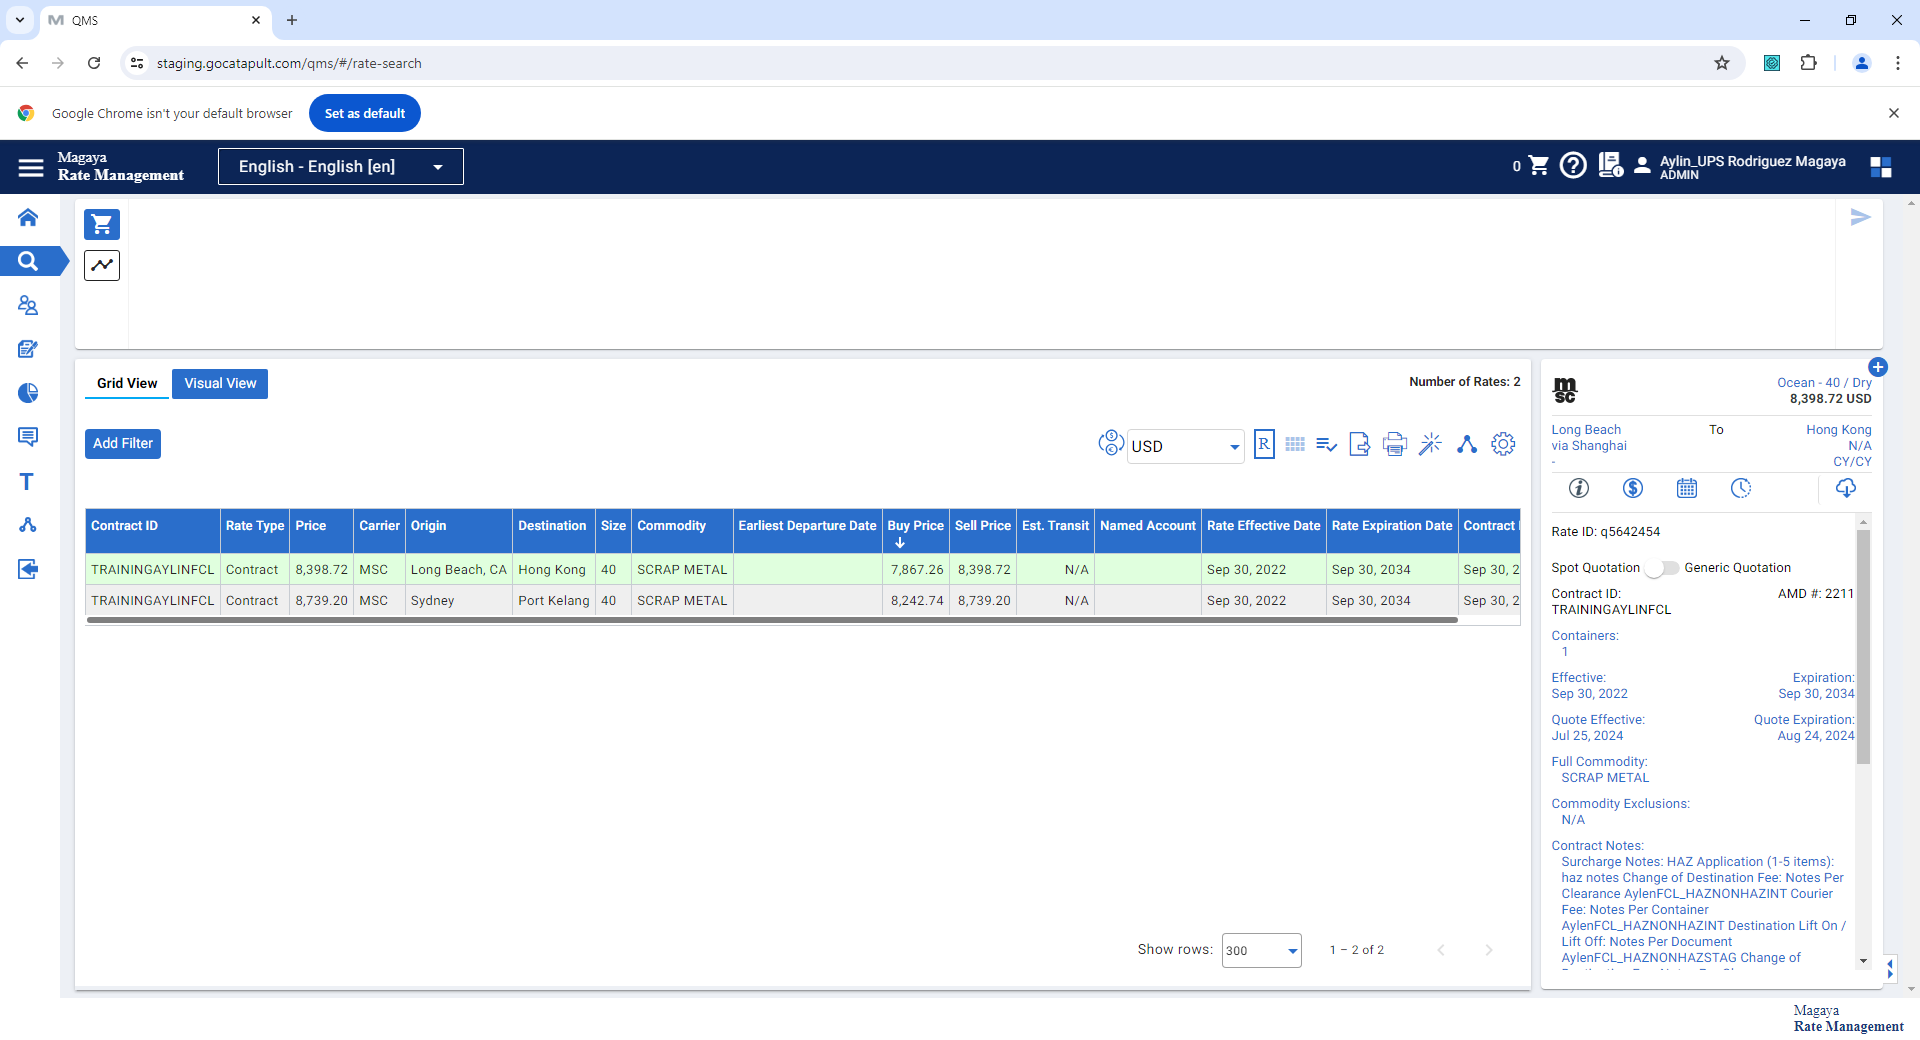 QMS
staging.gocatapult.com/qms/#/rate-search
Google Chrome isn't your default browser
Set as default
Magaya
Rate Management
English - English [en]
0
Aylin_UPS Rodriguez Magaya
ADMIN
Grid View
Visual View
Number of Rates: 2
Add Filter
USD
R
Contract ID Rate Type Price Carrier Origin Destination Size Commodity Earliest Departure Date Buy Price Sell Price Est. Transit Named Account Rate Effective Date Rate Expiration Date Contract
TRAININGAYLINFCL Contract 8,398.72 MSC Long Beach, CA Hong Kong 40 SCRAP METAL 7,867.26 8,398.72 N/A Sep 30, 2022 Sep 30, 2034 Sep 30, 2
TRAININGAYLINFCL Contract 8,739.20 MSC Sydney Port Kelang 40 SCRAP METAL 8,242.74 8,739.20 N/A Sep 30, 2022 Sep 30, 2034 Sep 30, 2
Show rows: 300 1 – 2 of 2
msc
Ocean - 40 / Dry
8,398.72 USD
Long Beach To Hong Kong
via Shanghai N/A
- CY/CY
Rate ID: q5642454
Spot Quotation Generic Quotation
Contract ID: AMD #: 2211
TRAININGAYLINFCL
Containers:
1
Effective: Expiration:
Sep 30, 2022 Sep 30, 2034
Quote Effective: Quote Expiration:
Jul 25, 2024 Aug 24, 2024
Full Commodity:
SCRAP METAL
Commodity Exclusions:
N/A
Contract Notes:
Surcharge Notes: HAZ Application (1-5 items):
haz notes Change of Destination Fee: Notes Per
Clearance AylenFCL_HAZNONHAZINT Courier
Fee: Notes Per Container
AylenFCL_HAZNONHAZINT Destination Lift On /
Lift Off: Notes Per Document
AylenFCL_HAZNONHAZSTAG Change of
Magaya
Rate Management